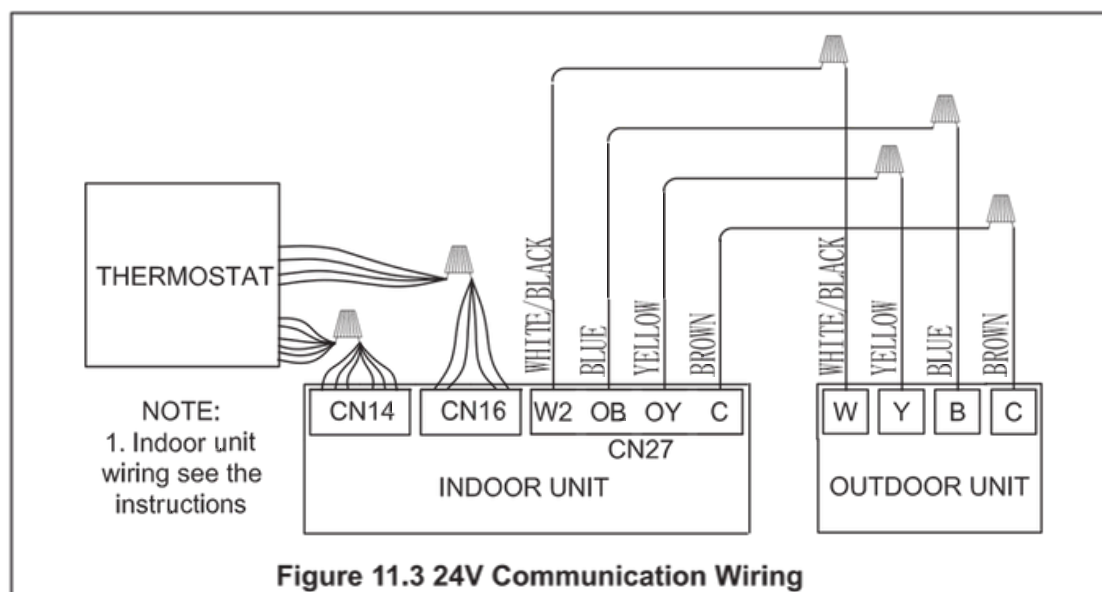 THERMOSTAT
WHITE/BLACK
BLUE
YELLOW
BROWN
WHITE/BLACK
YELLOW
BLUE
BROWN
CN14
CN16
W2 OB OY C
CN27
W Y B C
INDOOR UNIT
OUTDOOR UNIT
NOTE:
1. Indoor unit
wiring see the
instructions
Figure 11.3 24V Communication Wiring